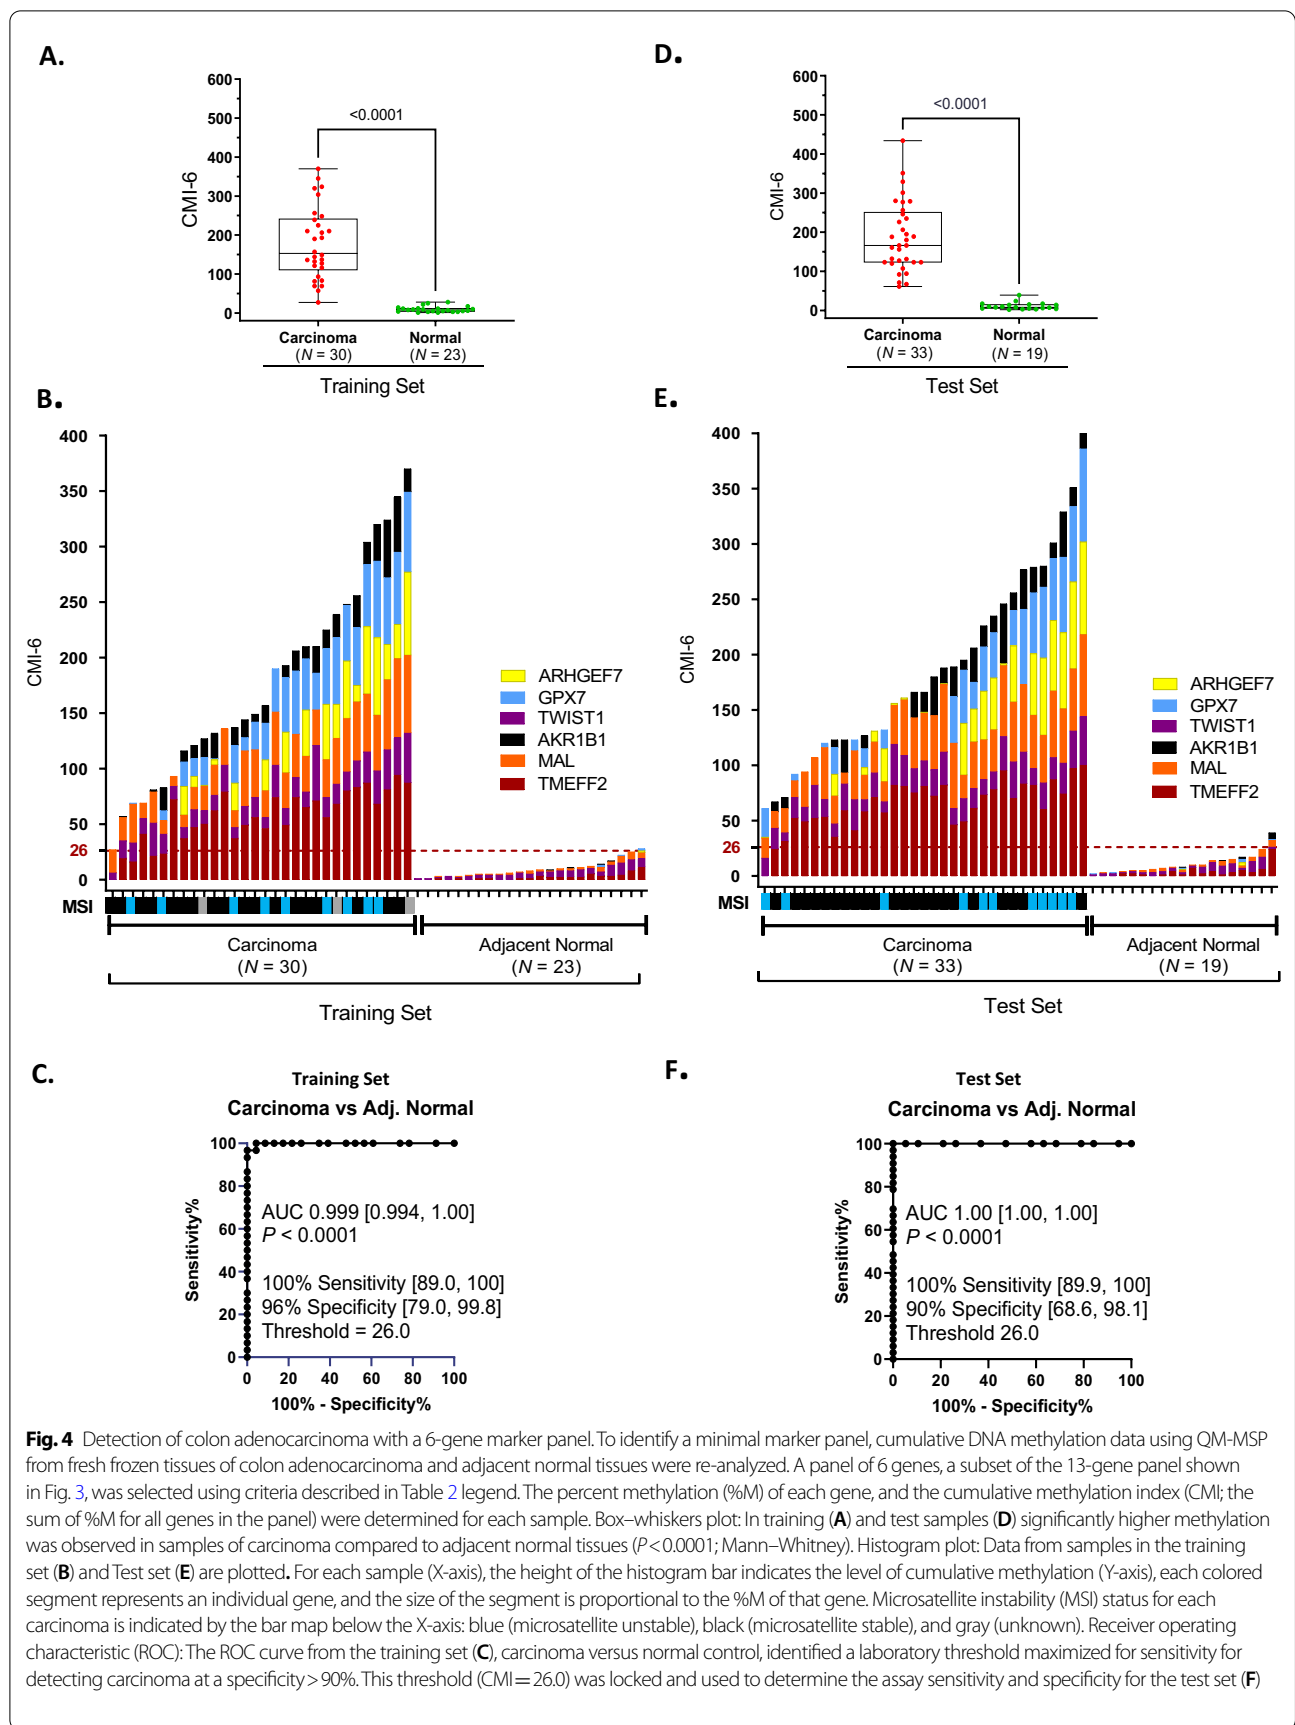 A.
600
500
400
300
200
100
0
CMI-6
<0.0001
Carcinoma
(N = 30)
Normal
(N = 23)
Training Set
D.
600
500
400
300
200
100
0
CMI-6
<0.0001
Carcinoma
(N = 33)
Normal
(N = 19)
Test Set
B.
400
350
300
250
200
150
100
50
26
0
CMI-6
ARHGEF7
GPX7
TWIST1
AKR1B1
MAL
TMEFF2
MSI
Carcinoma
(N = 30)
Adjacent Normal
(N = 23)
Training Set
E.
400
350
300
250
200
150
100
50
26
0
CMI-6
ARHGEF7
GPX7
TWIST1
AKR1B1
MAL
TMEFF2
MSI
Carcinoma
(N = 33)
Adjacent Normal
(N = 19)
Test Set
C.
Training Set
Carcinoma vs Adj. Normal
100
80
60
40
20
0
Sensitivity%
AUC 0.999 [0.994, 1.00]
P < 0.0001
100% Sensitivity [89.0, 100]
96% Specificity [79.0, 99.8]
Threshold = 26.0
0 20 40 60 80 100
100% - Specificity%
F.
Test Set
Carcinoma vs Adj. Normal
100
80
60
40
20
0
Sensitivity%
AUC 1.00 [1.00, 1.00]
P < 0.0001
100% Sensitivity [89.9, 100]
90% Specificity [68.6, 98.1]
Threshold 26.0
0 20 40 60 80 100
100% - Specificity%
Fig. 4 Detection of colon adenocarcinoma with a 6-gene marker panel. To identify a minimal marker panel, cumulative DNA methylation data using QM-MSP
from fresh frozen tissues of colon adenocarcinoma and adjacent normal tissues were re-analyzed. A panel of 6 genes, a subset of the 13-gene panel shown
in Fig. 3, was selected using criteria described in Table 2 legend. The percent methylation (%M) of each gene, and the cumulative methylation index (CMI; the
sum of %M for all genes in the panel) were determined for each sample. Box–whiskers plot: In training (A) and test samples (D) significantly higher methylation
was observed in samples of carcinoma compared to adjacent normal tissues (P < 0.0001; Mann–Whitney). Histogram plot: Data from samples in the training
set (B) and Test set (E) are plotted. For each sample (X-axis), the height of the histogram bar indicates the level of cumulative methylation (Y-axis), each colored
segment represents an individual gene, and the size of the segment is proportional to the %M of that gene. Microsatellite instability (MSI) status for each
carcinoma is indicated by the bar map below the X-axis: blue (microsatellite unstable), black (microsatellite stable), and gray (unknown). Receiver operating
characteristic (ROC): The ROC curve from the training set (C), carcinoma versus normal control, identified a laboratory threshold maximized for sensitivity for
detecting carcinoma at a specificity > 90%. This threshold (CMI = 26.0) was locked and used to determine the assay sensitivity and specificity for the test set (F)